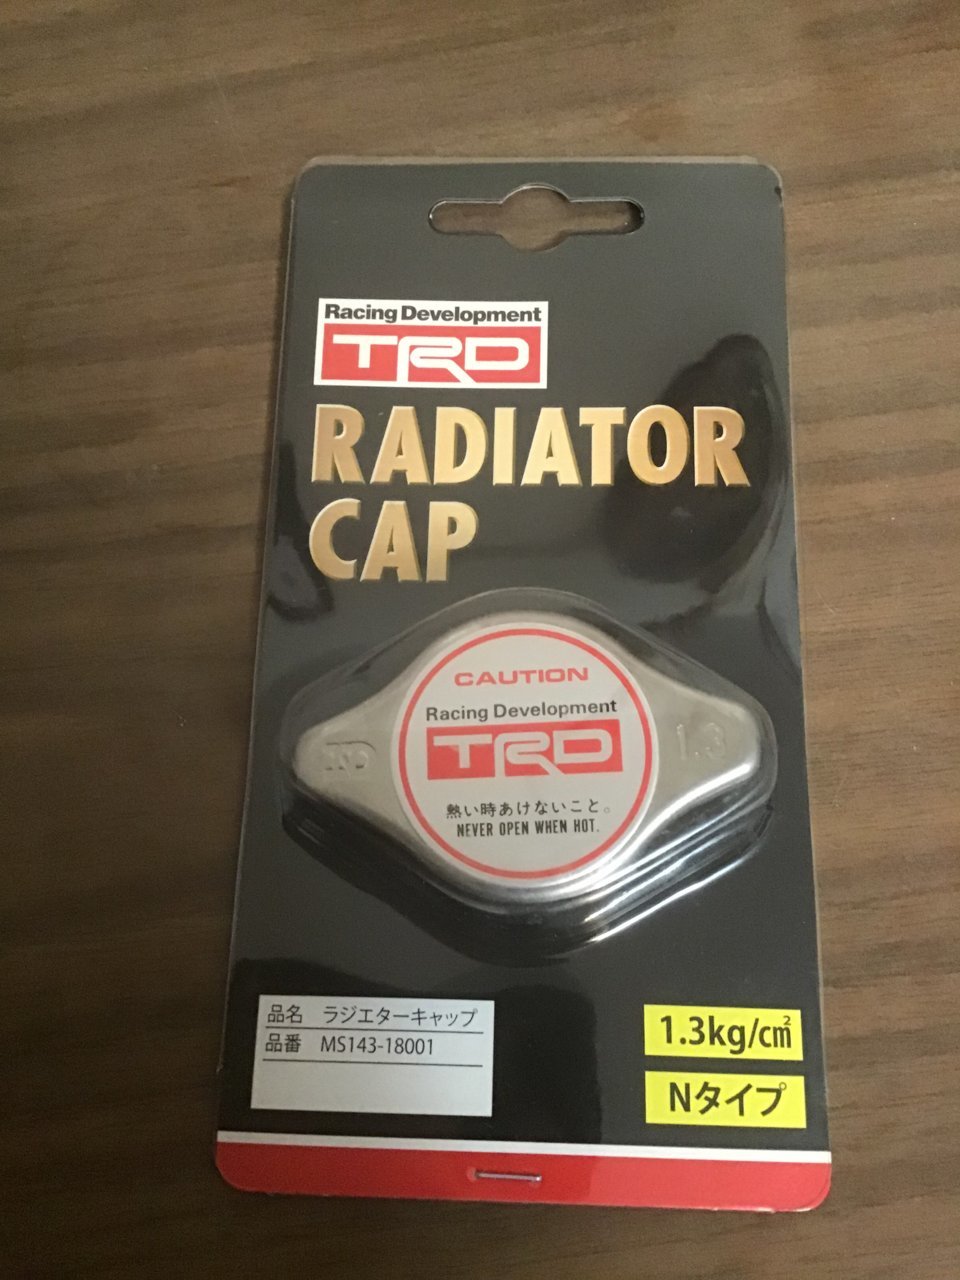 Racing Development
TRD
RADIATOR
CAP
CAUTION
Racing Development
TRD
熱い時あけないこと。
NEVER OPEN WHEN HOT.
TRD
1.3
品名 ラジエターキャップ
品番 MS143-18001
1.3kg/cm²
Nタイプ